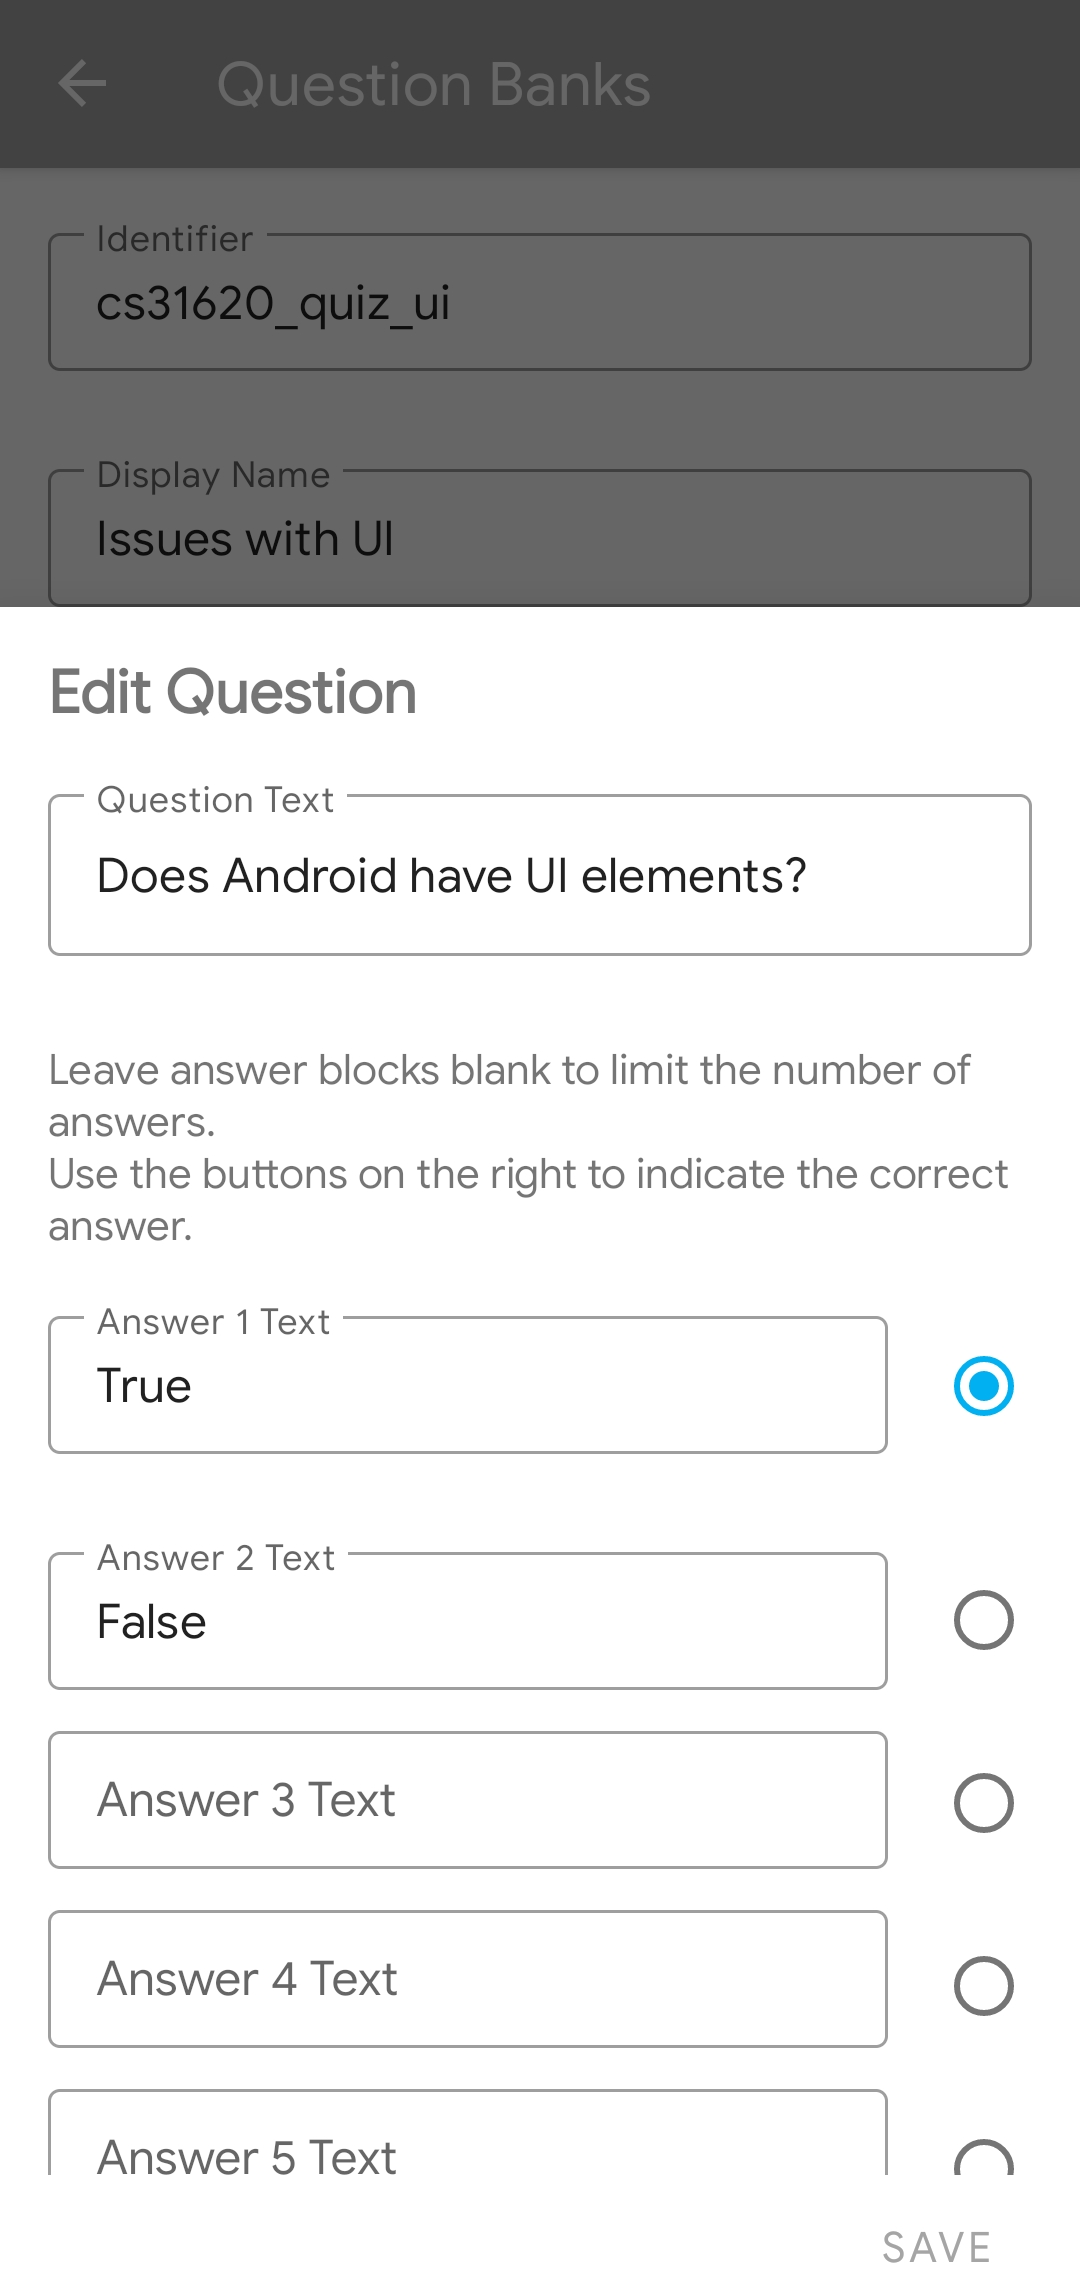 Question Banks
Identifier
cs31620_quiz_ui
Display Name
Issues with UI
Edit Question
Question Text
Does Android have UI elements?
Leave answer blocks blank to limit the number of
answers.
Use the buttons on the right to indicate the correct
answer.
Answer 1 Text
True
Answer 2 Text
False
Answer 3 Text
Answer 4 Text
Answer 5 Text
SAVE